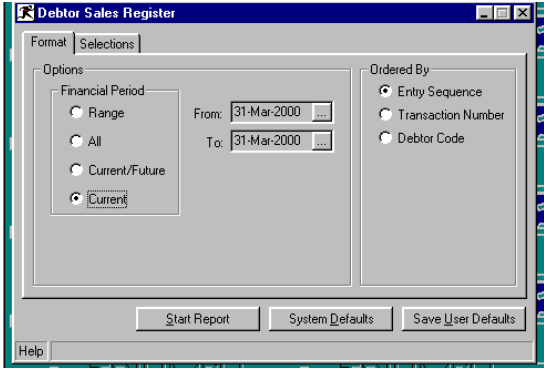 Debtor Sales Register
Format Selections
Options
Financial Period
Range
All
Current/Future
Current
From: 31-Mar-2000 ...
To: 31-Mar-2000 ...
Ordered By
Entry Sequence
Transaction Number
Debtor Code
Start Report System Defaults Save User Defaults
Help